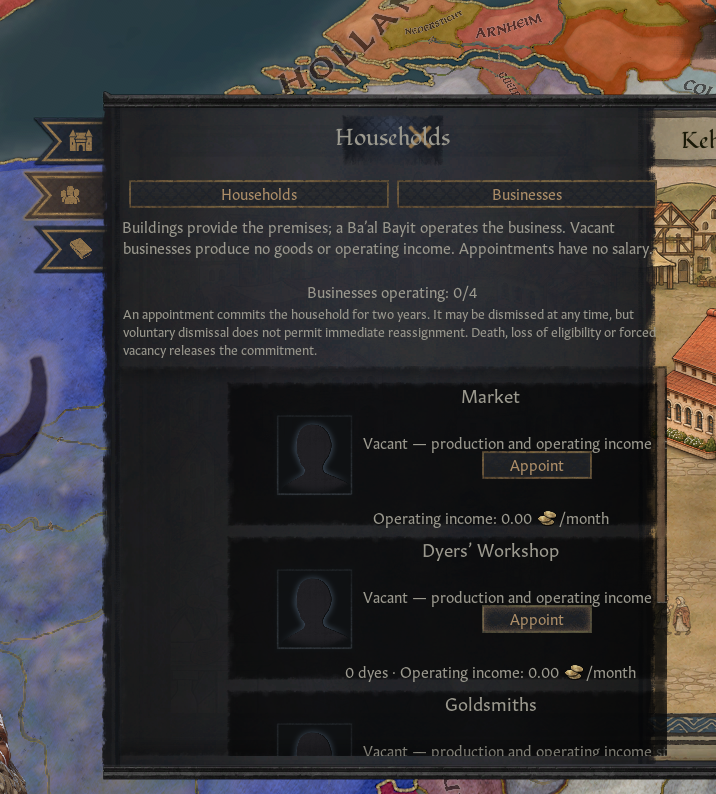 HOLLAN
NEDERSTICHT
ARNHEIM
Households
Keh
Households
Businesses
Buildings provide the premises; a Ba'al Bayit operates the business. Vacant
businesses produce no goods or operating income. Appointments have no salary.
Businesses operating: 0/4
An appointment commits the household for two years. It may be dismissed at any time, but
voluntary dismissal does not permit immediate reassignment. Death, loss of eligibility or forced
vacancy releases the commitment.
Market
Vacant — production and operating income
Appoint
Operating income: 0.00 /month
Dyers' Workshop
Vacant — production and operating income
Appoint
0 dyes · Operating income: 0.00 /month
Goldsmiths
Vacant — production and operating income